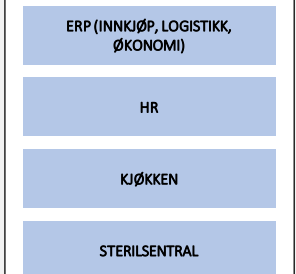 ERP (INNKJØP, LOGISTIKK,
ØKONOMI)
HR
KJØKKEN
STERILSENTRAL